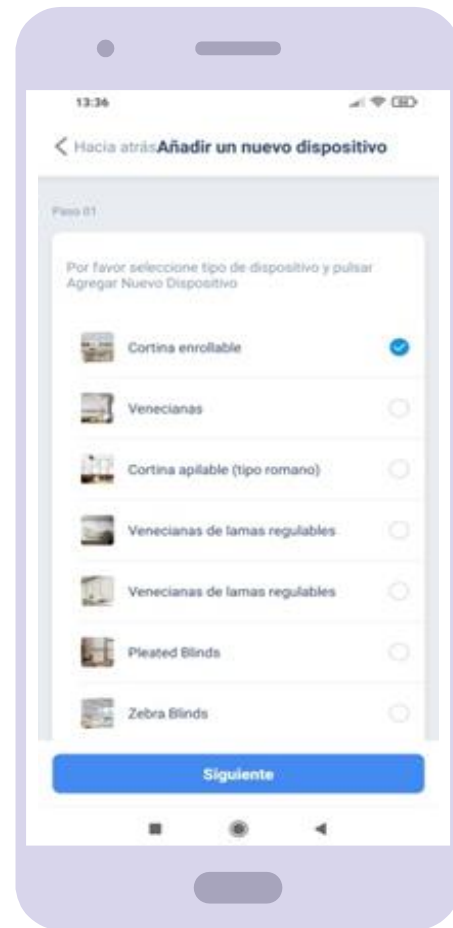 13:36
Hacia atrás Añadir un nuevo dispositivo
Paso 01
Por favor seleccione tipo de dispositivo y pulsar
Agregar Nuevo Dispositivo
Cortina enrollable
Venecianas
Cortina apilable (tipo romano)
Venecianas de lamas regulables
Venecianas de lamas regulables
Pleated Blinds
Zebra Blinds
Siguiente